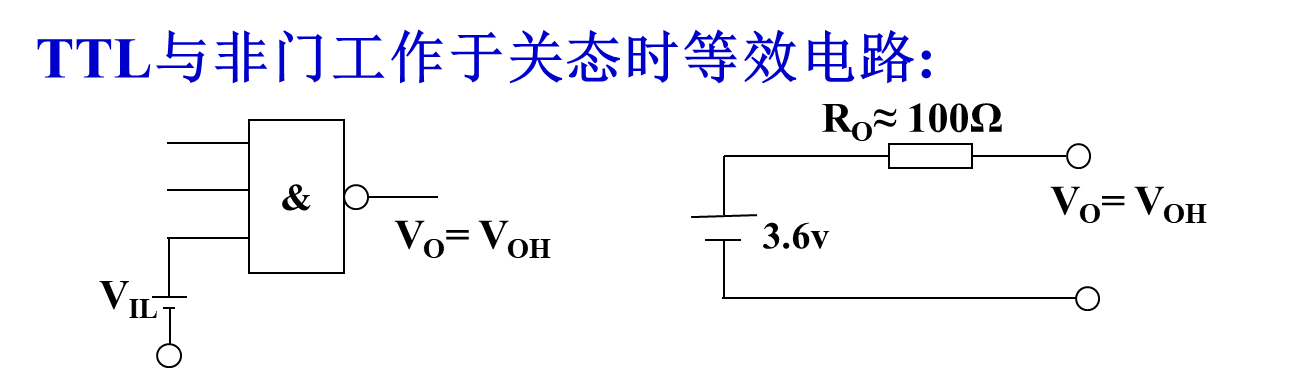 TTL与非门工作于关态时等效电路:
RO≈ 100Ω
&
VO= VOH
VO= VOH
3.6v
VIL